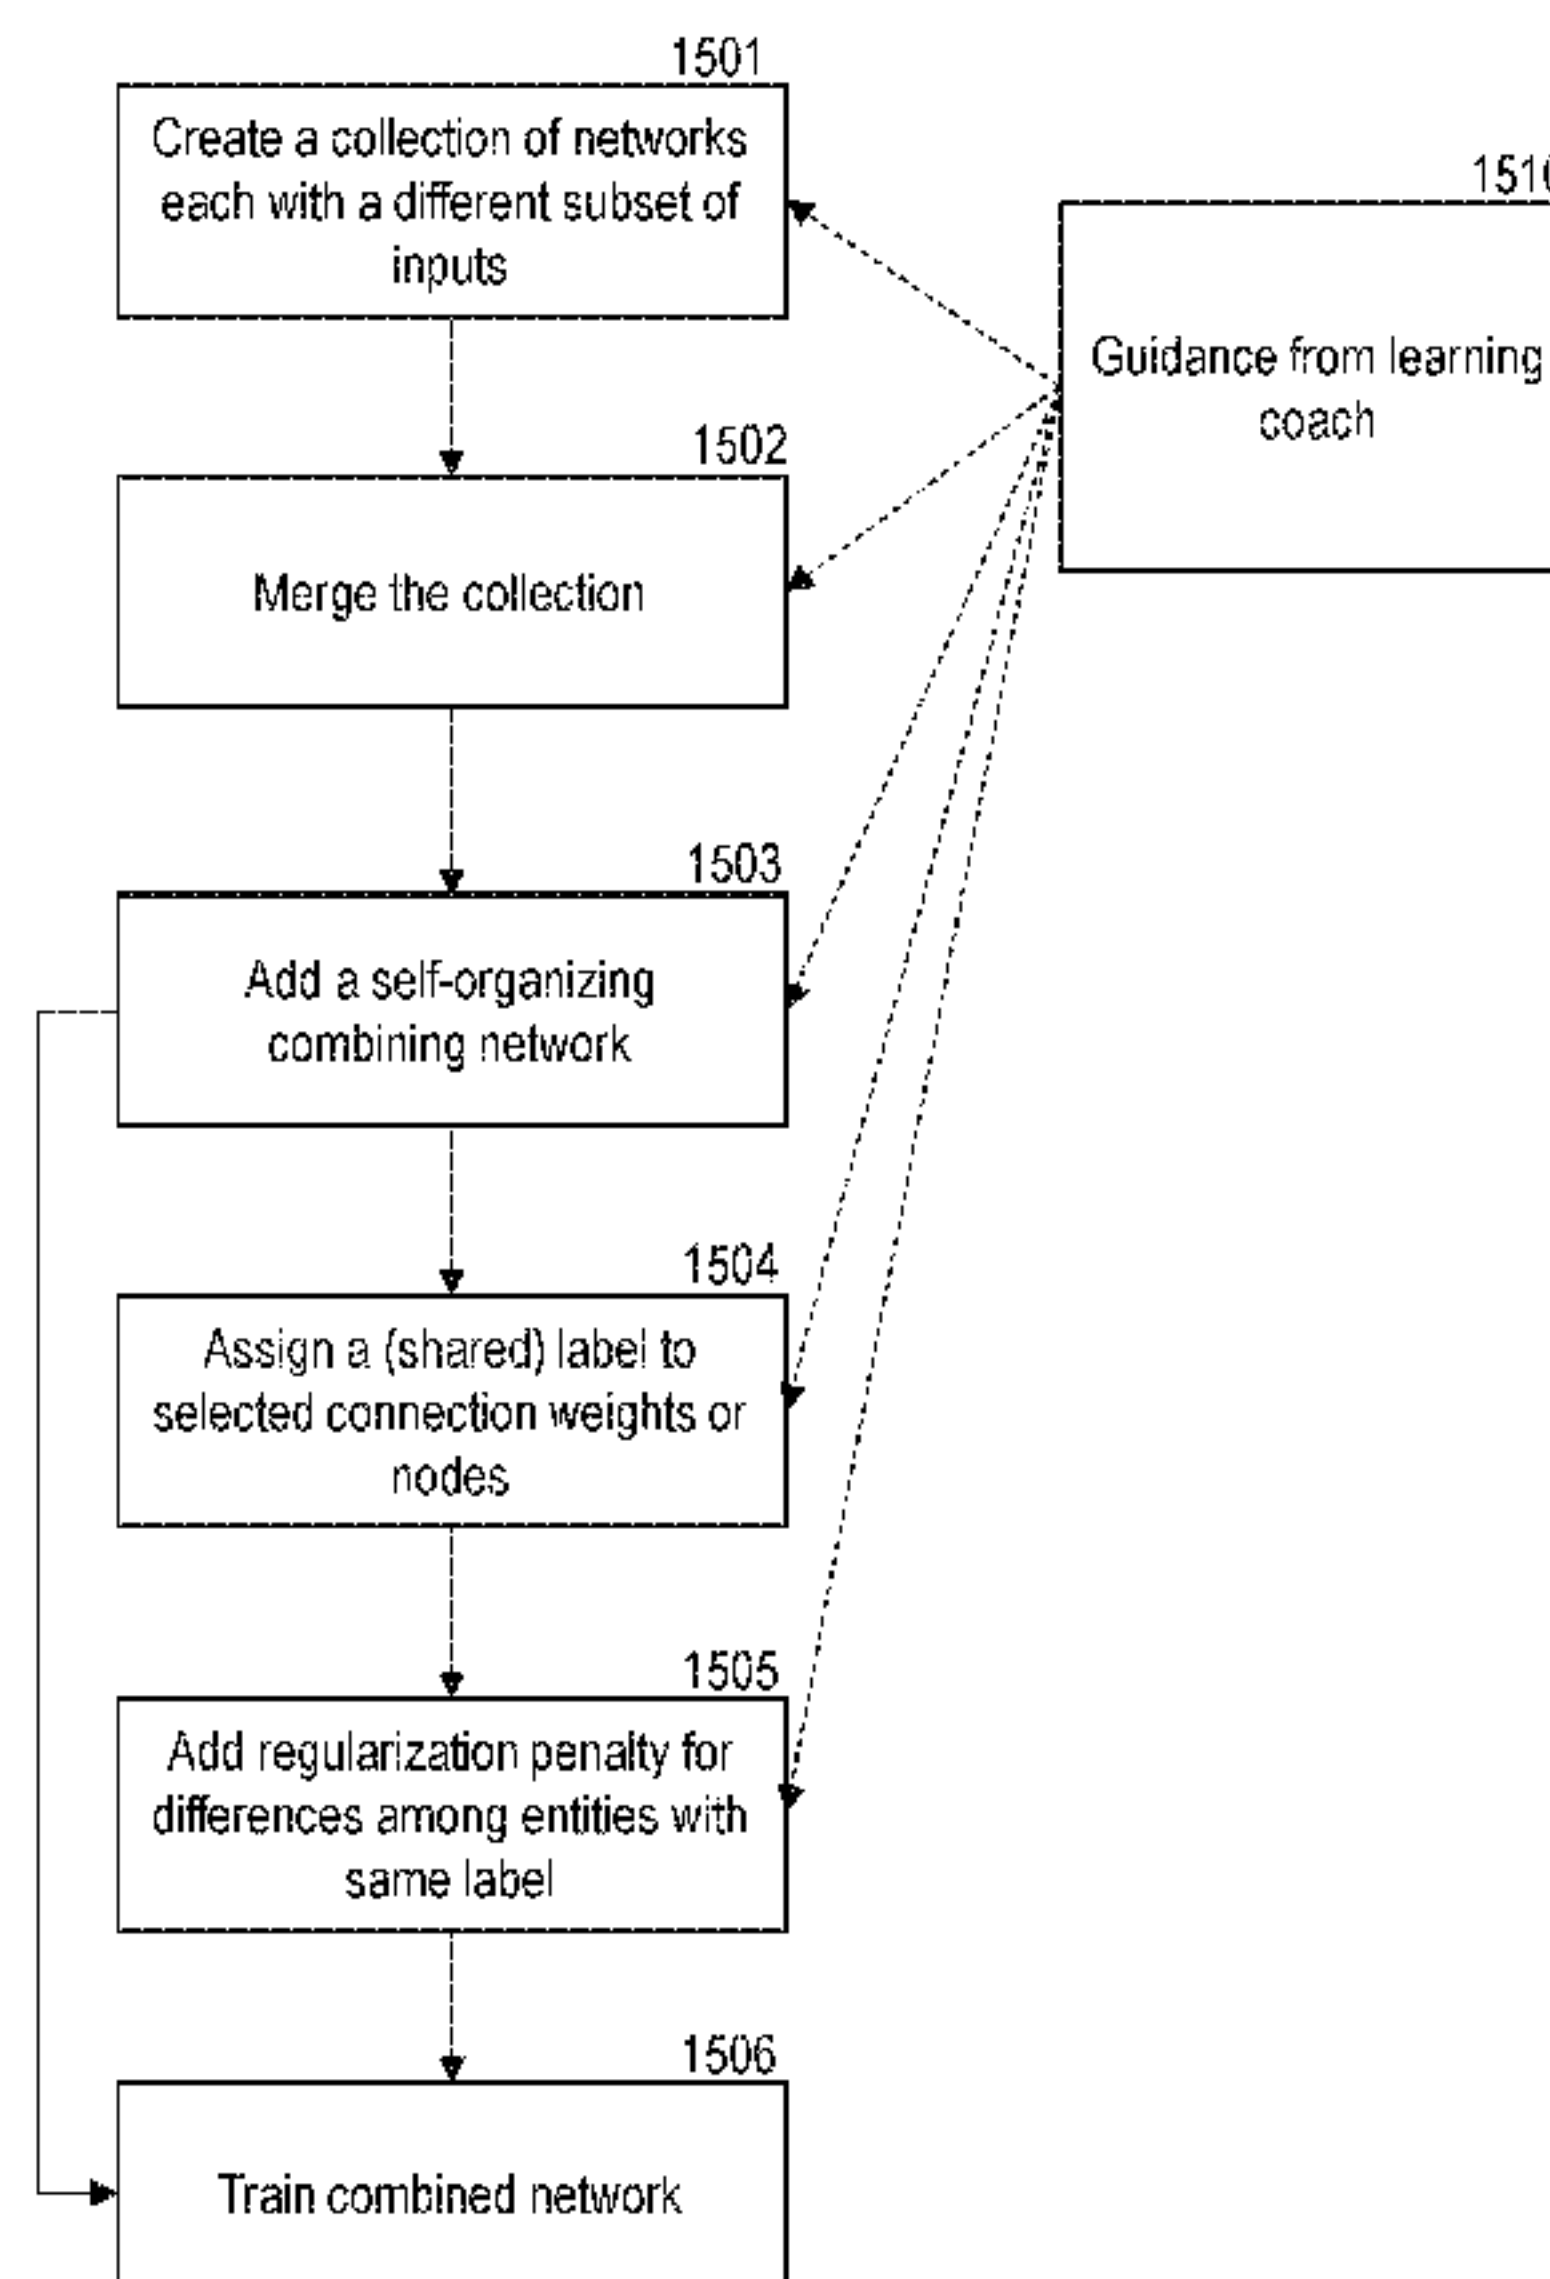 1501
Create a collection of networks
each with a different subset of
inputs
1510
Guidance from learning
coach
1502
Merge the collection
1503
Add a self-organizing
combining network
1504
Assign a (shared) label to
selected connection weights or
nodes
1505
Add regularization penalty for
differences among entities with
same label
1506
Train combined network